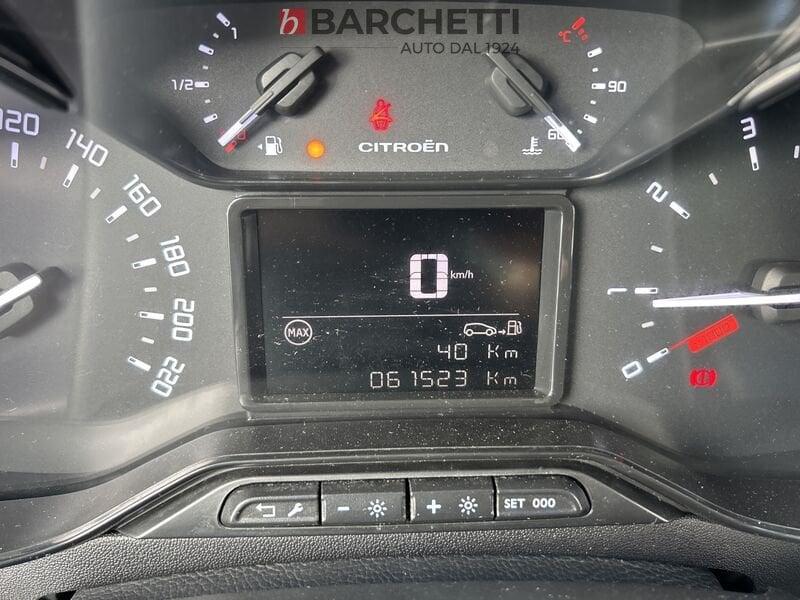 b BARCHETTI
AUTO DAL 1924
1
1/2
°C
90
60
CITROËN
120
140
160
180
200
220
3
2
0
0 km/h
MAX
40 Km
061523 Km
- + SET 000